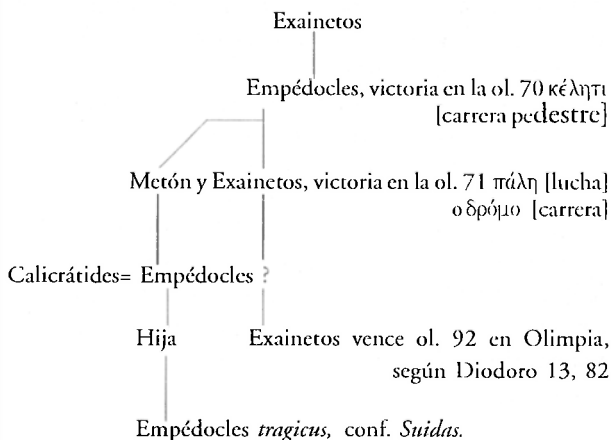 Exainetos
Empédocles, victoria en la ol. 70 κέλητι
[carrera pedestre]
Metón y Exainetos, victoria en la ol. 71 πάλη [lucha]
o δρόμο [carrera]
Calicrátides= Empédocles ?
Hija Exainetos vence ol. 92 en Olimpia,
según Diodoro 13, 82
Empédocles tragicus, conf. Suidas.